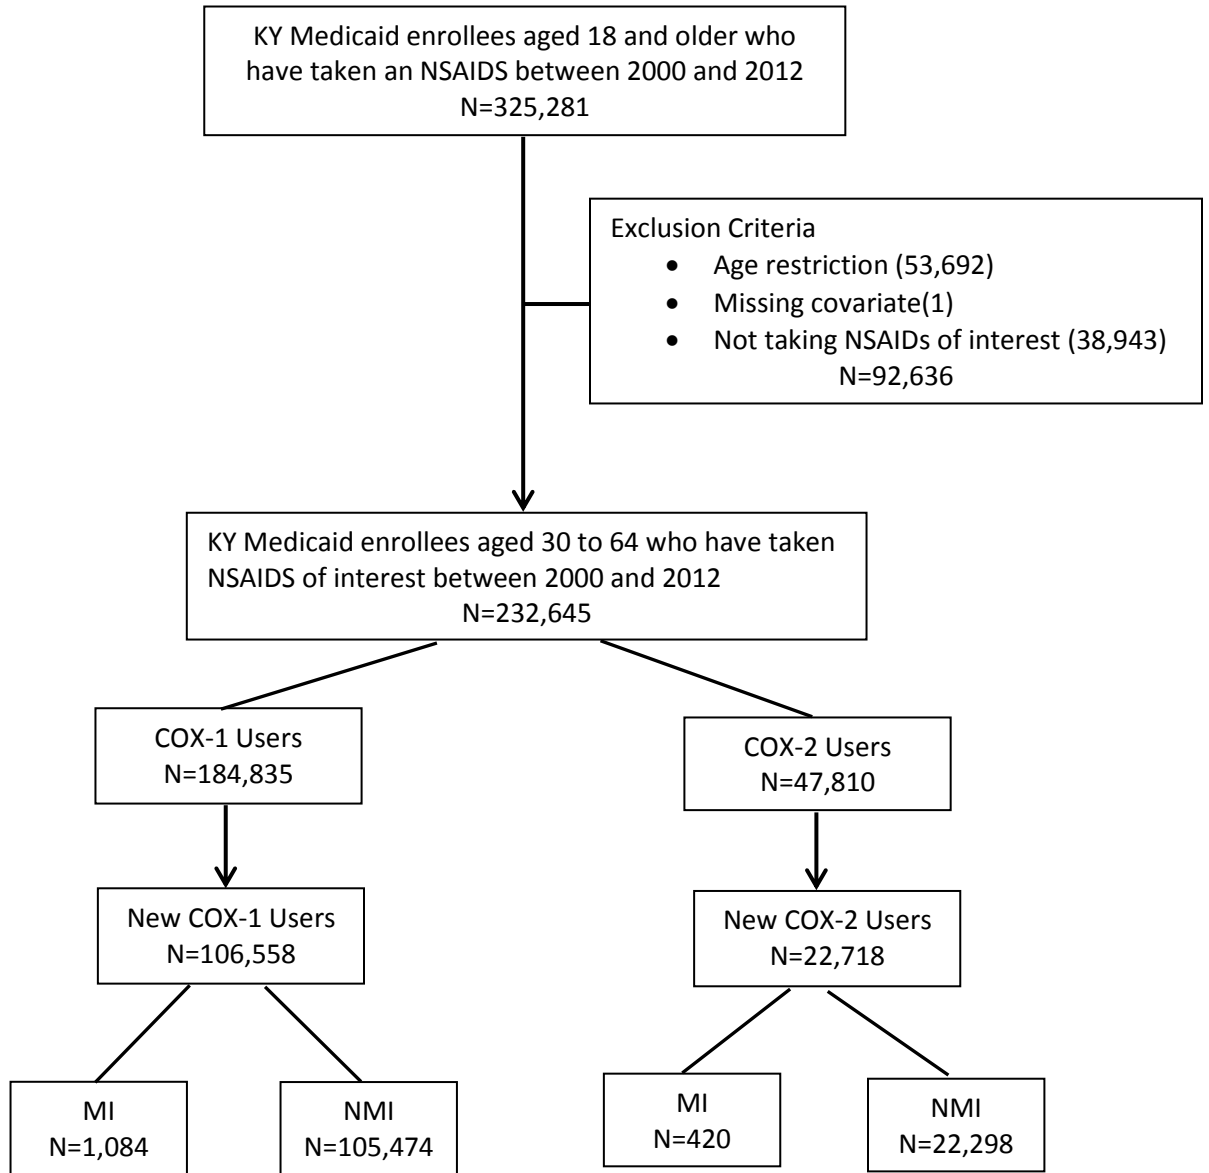 KY Medicaid enrollees aged 18 and older who
have taken an NSAIDS between 2000 and 2012
N=325,281
Exclusion Criteria
• Age restriction (53,692)
• Missing covariate(1)
• Not taking NSAIDs of interest (38,943)
N=92,636
KY Medicaid enrollees aged 30 to 64 who have taken
NSAIDS of interest between 2000 and 2012
N=232,645
COX-1 Users
N=184,835
COX-2 Users
N=47,810
New COX-1 Users
N=106,558
New COX-2 Users
N=22,718
MI
N=1,084
NMI
N=105,474
MI
N=420
NMI
N=22,298